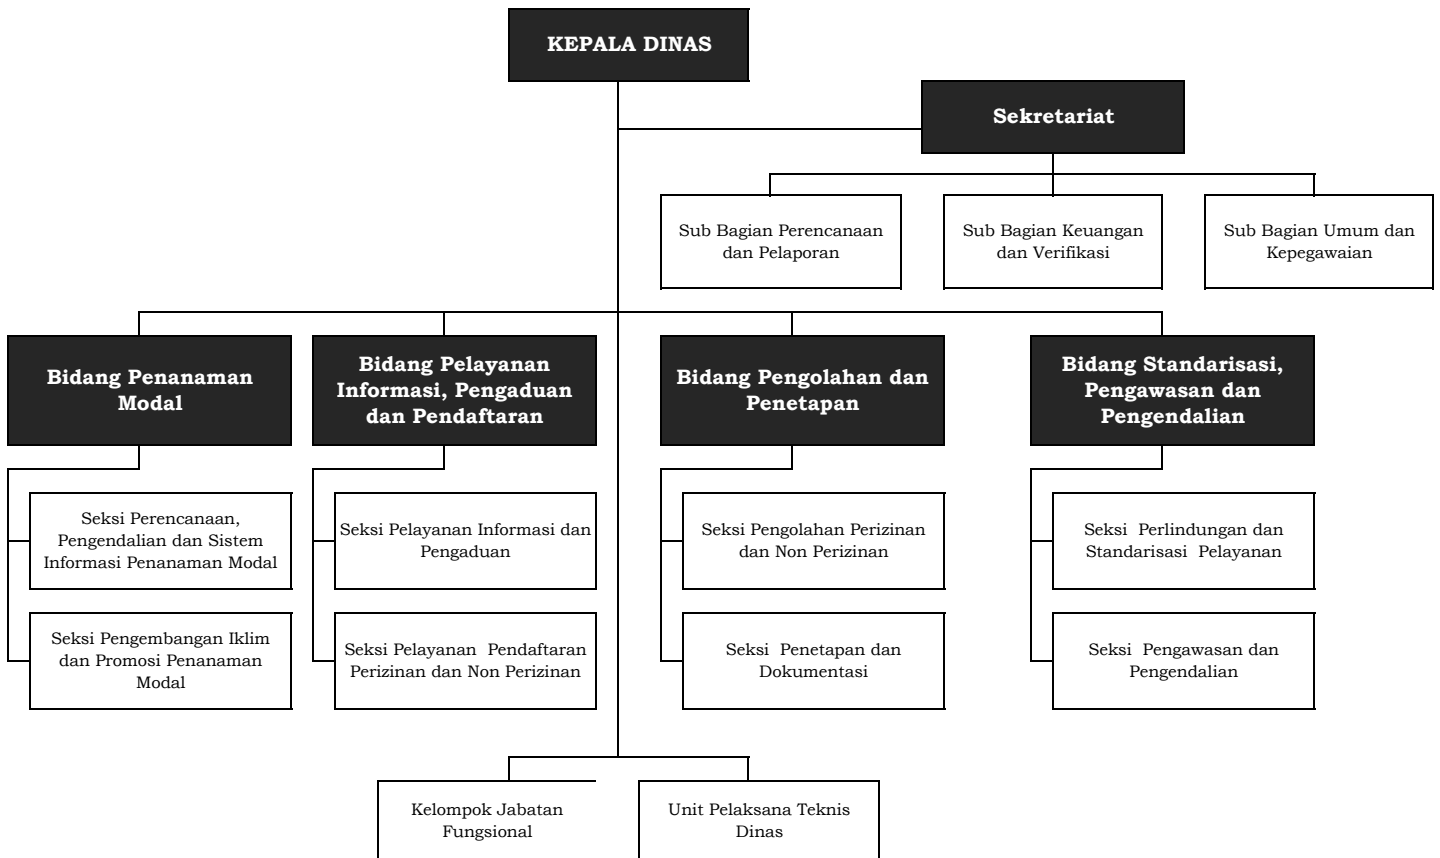 KEPALA DINAS
Sekretariat
Sub Bagian Perencanaan
dan Pelaporan
Sub Bagian Keuangan
dan Verifikasi
Sub Bagian Umum dan
Kepegawaian
Bidang Penanaman
Modal
Bidang Pelayanan
Informasi, Pengaduan
dan Pendaftaran
Bidang Pengolahan dan
Penetapan
Bidang Standarisasi,
Pengawasan dan
Pengendalian
Seksi Perencanaan,
Pengendalian dan Sistem
Informasi Penanaman Modal
Seksi Pelayanan Informasi dan
Pengaduan
Seksi Pengolahan Perizinan
dan Non Perizinan
Seksi Perlindungan dan
Standarisasi Pelayanan
Seksi Pengembangan Iklim
dan Promosi Penanaman
Modal
Seksi Pelayanan Pendaftaran
Perizinan dan Non Perizinan
Seksi Penetapan dan
Dokumentasi
Seksi Pengawasan dan
Pengendalian
Kelompok Jabatan
Fungsional
Unit Pelaksana Teknis
Dinas